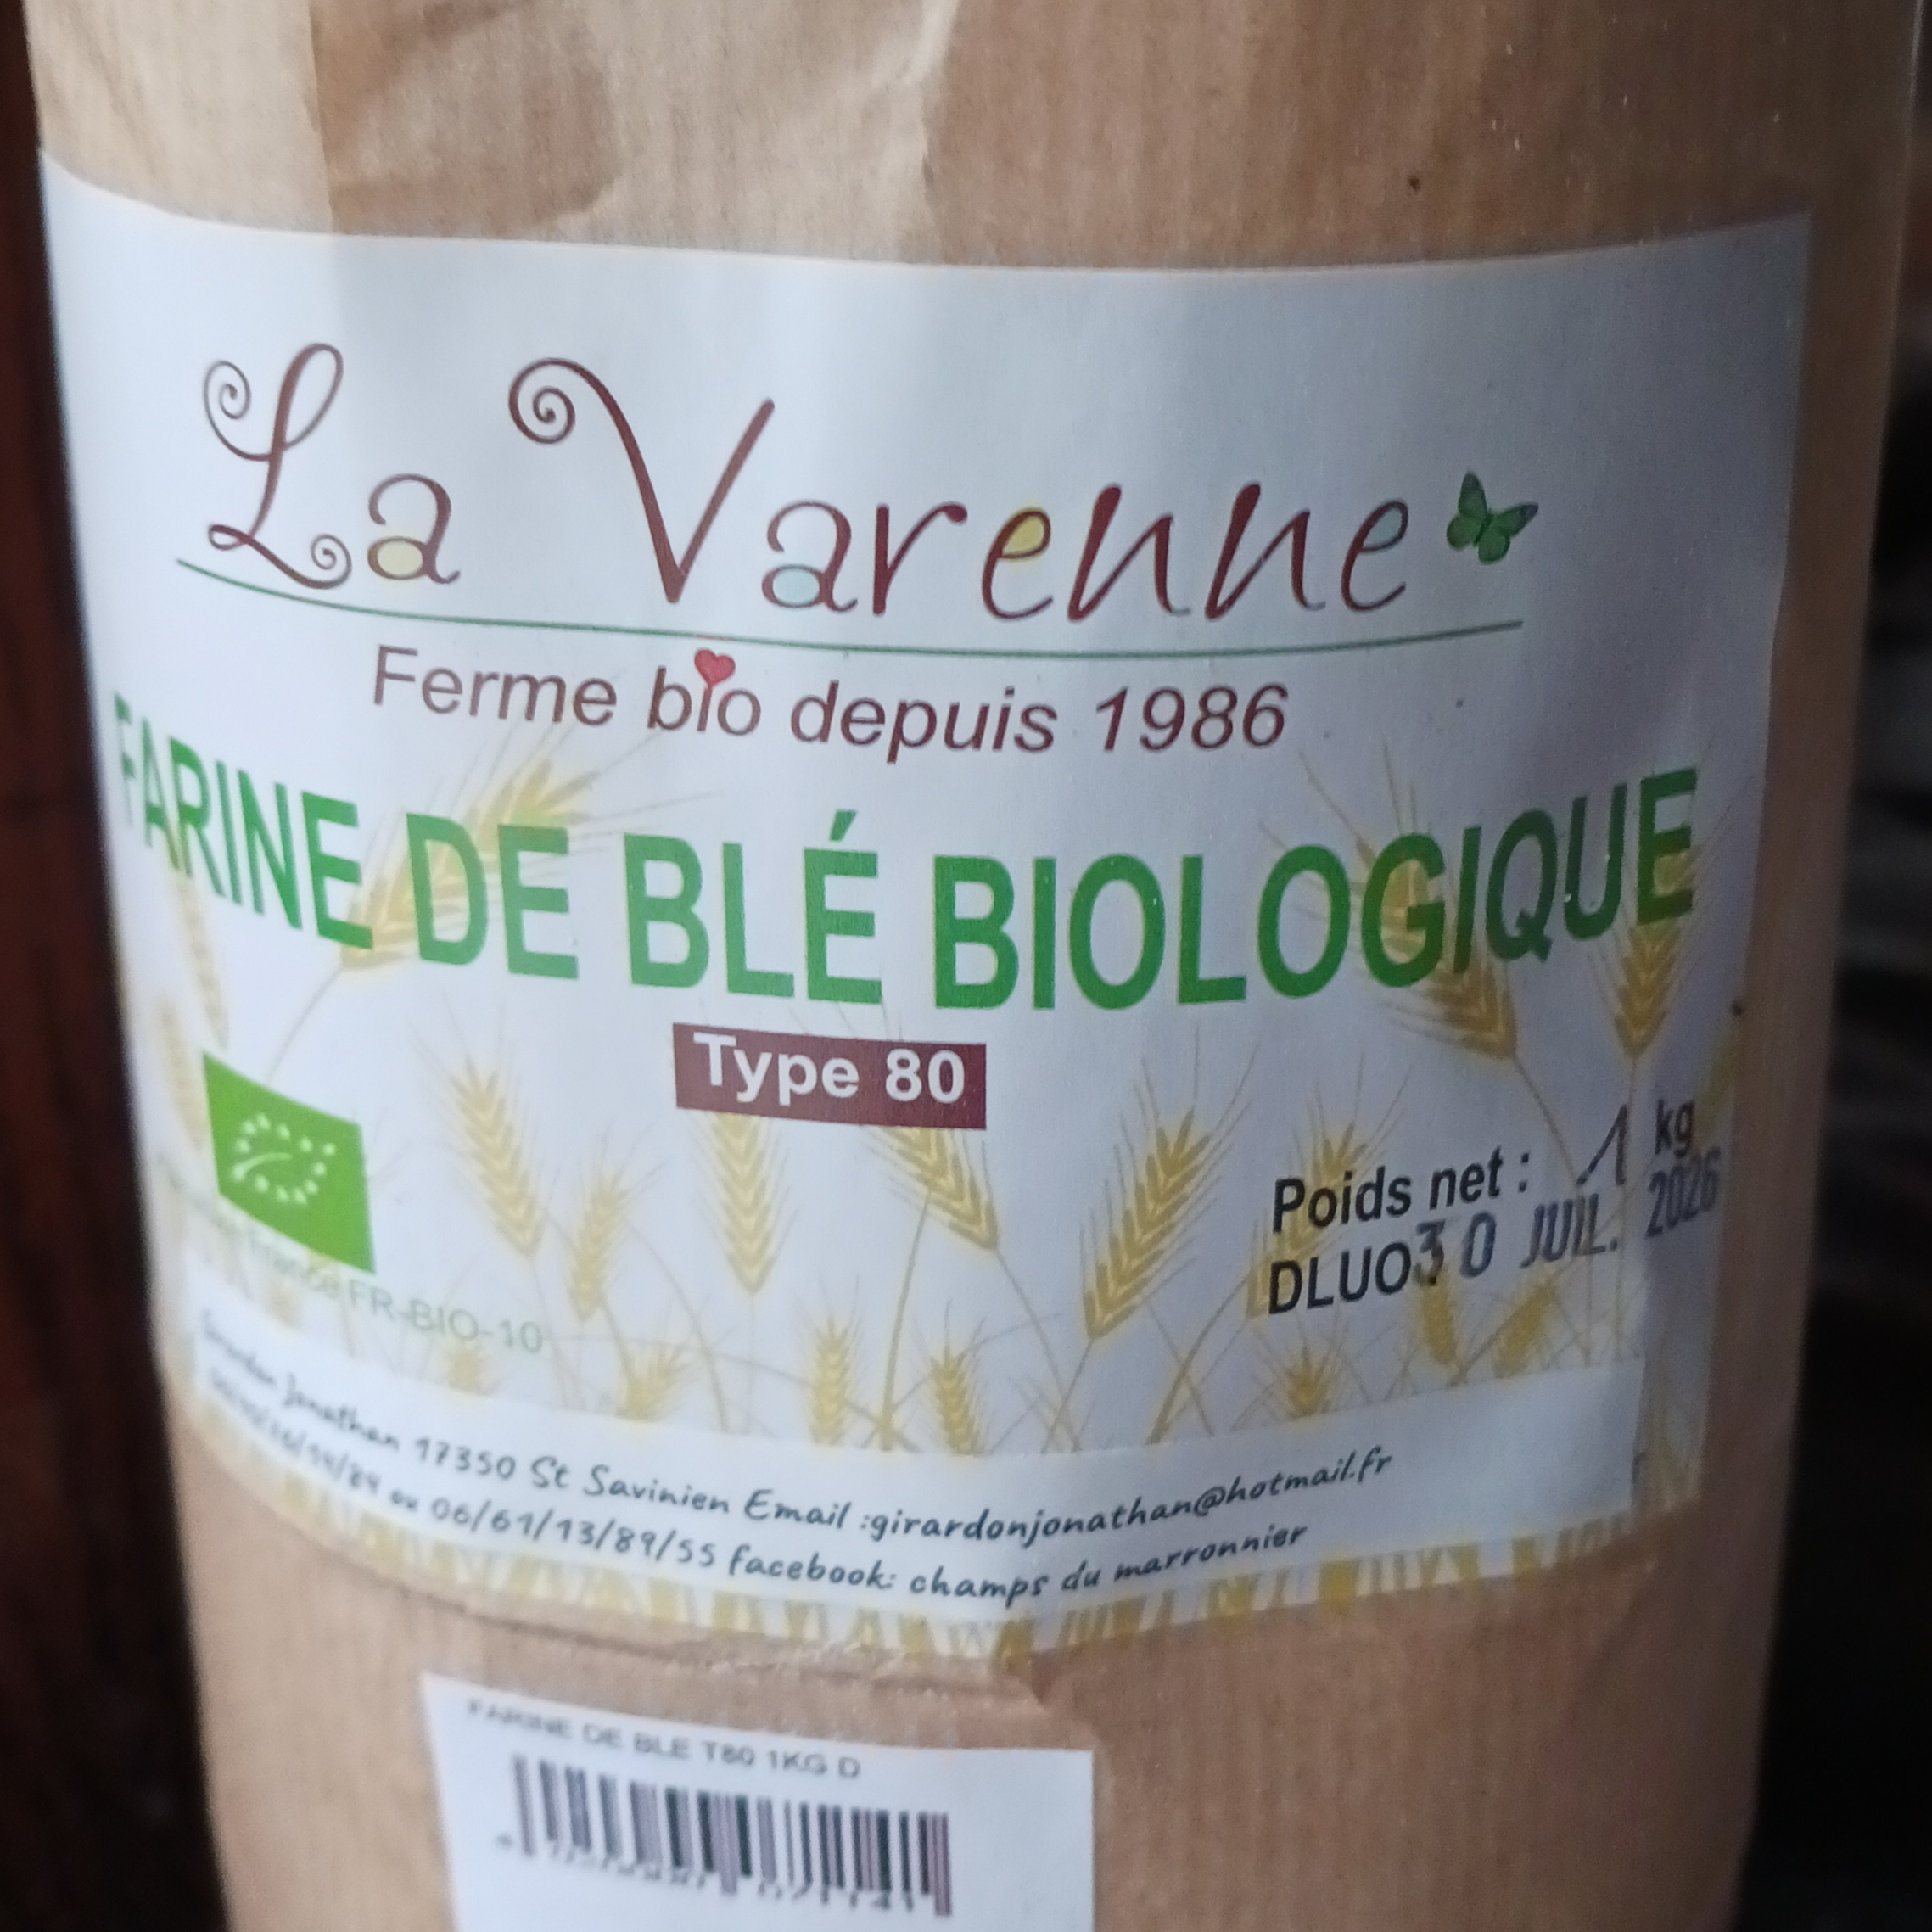 La Varenne
Ferme bio depuis 1986
FARINE DE BLÉ BIOLOGIQUE
Type 80
Poids net : 1 kg
DLUO 30 JUIL. 2026
France FR-BIO-10
Jonathan 17350 St Savinien Email :girardonjonathan@hotmail.fr
ou 06/61/13/89/55 facebook: champs du marronnier
FARINE DE BLE T80 1KG D